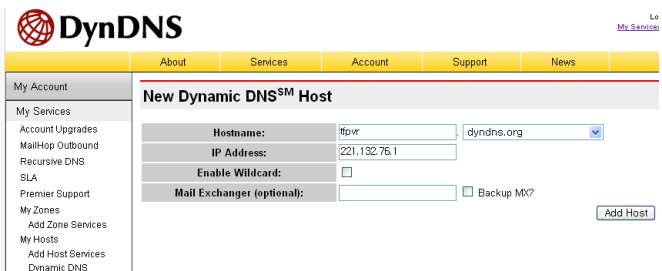 DynDNS
Lo
My Services
About Services Account Support News
My Account
My Services
Account Upgrades
MailHop Outbound
Recursive DNS
SLA
Premier Support
My Zones
Add Zone Services
My Hosts
Add Host Services
Dynamic DNS
New Dynamic DNS℠ Host
Hostname: tfpvr . dyndns.org
IP Address: 221.132.76.1
Enable Wildcard:
Mail Exchanger (optional): Backup MX?
Add Host